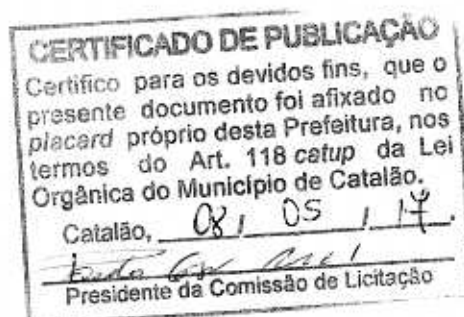 CERTIFICADO DE PUBLICAÇÃO
Certifico para os devidos fins, que o
presente documento foi afixado no
placard próprio desta Prefeitura, nos
termos do Art. 118 catup da Lei
Orgânica do Município de Catalão.
Catalão, 08 / 05 / 17.
Presidente da Comissão de Licitação